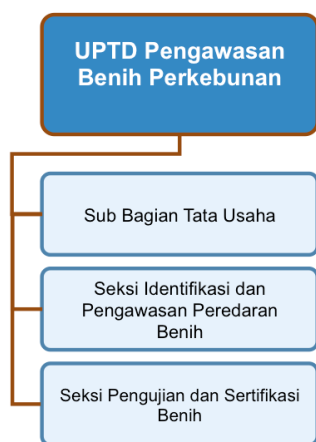 UPTD Pengawasan
Benih Perkebunan
Sub Bagian Tata Usaha
Seksi Identifikasi dan
Pengawasan Peredaran
Benih
Seksi Pengujian dan Sertifikasi
Benih